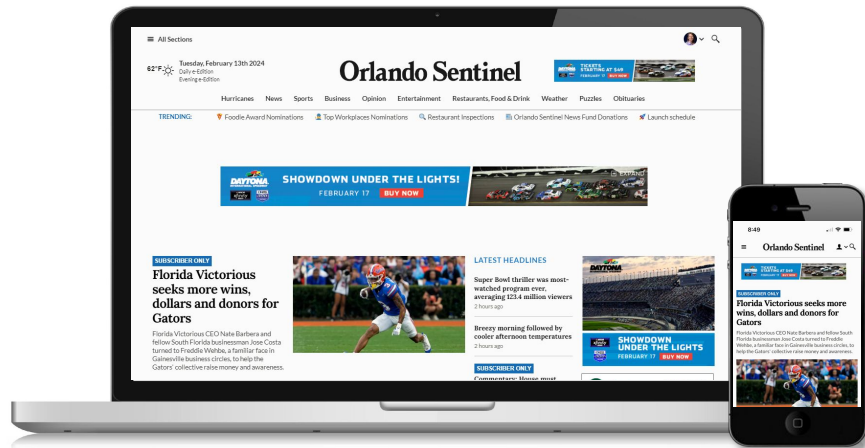 All Sections
62°F
Tuesday, February 13th 2024
Daily e-Edition
Evening e-Edition
Orlando Sentinel
TICKETS
STARTING AT $49
FEBRUARY 17 BUY NOW
Hurricanes News Sports Business Opinion Entertainment Restaurants, Food & Drink Weather Puzzles Obituaries
TRENDING: Foodie Award Nominations Top Workplaces Nominations Restaurant Inspections Orlando Sentinel News Fund Donations Launch schedule
DAYTONA
SHOWDOWN UNDER THE LIGHTS!
FEBRUARY 17 BUY NOW
EXPAND
SUBSCRIBER ONLY
Florida Victorious
seeks more wins,
dollars and donors for
Gators
Florida Victorious CEO Nate Barbera and
fellow South Florida businessman Jose Costa
turned to Freddie Wehbe, a familiar face in
Gainesville business circles, to help the
Gators' collective raise money and awareness.
LATEST HEADLINES
Super Bowl thriller was most-
watched program ever,
averaging 123.4 million viewers
2 hours ago
Breezy morning followed by
cooler afternoon temperatures
2 hours ago
SUBSCRIBER ONLY
Commentary: House must
DAYTONA
SHOWDOWN
UNDER THE LIGHTS
FEBRUARY 17 BUY NOW
8:49
Orlando Sentinel
TICKETS
STARTING AT $49
SUBSCRIBER ONLY
Florida Victorious seeks more
wins, dollars and donors for
Gators
Florida Victorious CEO Nate Barbera and fellow South
Florida businessman Jose Costa turned to Freddie
Wehbe, a familiar face in Gainesville business circles, to
help the Gators' collective raise money and awareness.